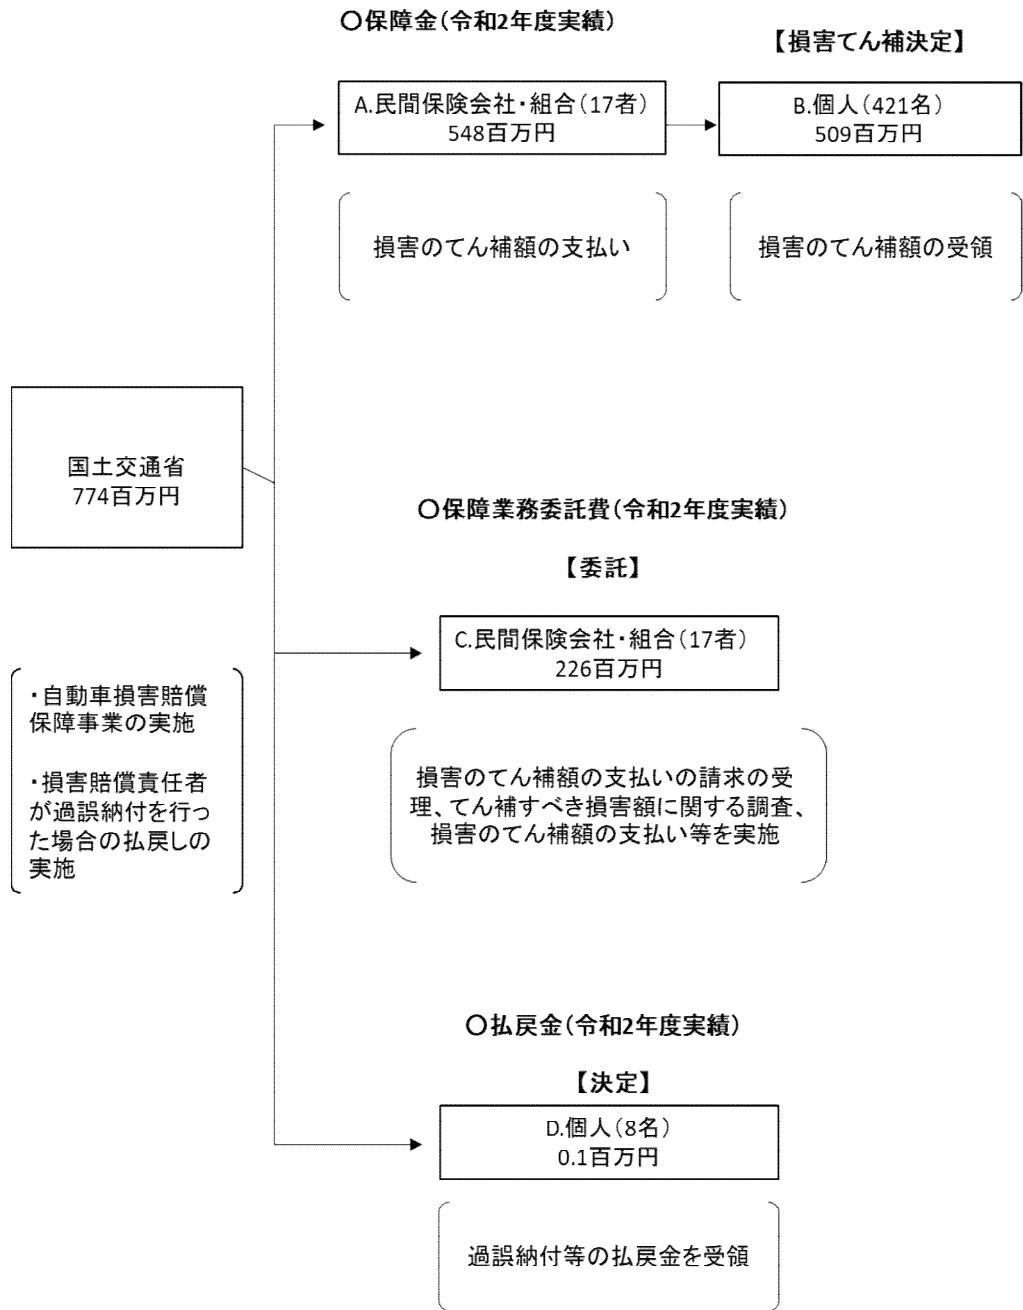 〇保障金(令和2年度実績)
【損害てん補決定】
A.民間保険会社・組合(17者)
548百万円
B.個人(421名)
509百万円
損害のてん補額の支払い
損害のてん補額の受領
国土交通省
774百万円
・自動車損害賠償
保障事業の実施
・損害賠償責任者
が過誤納付を行っ
た場合の払戻しの
実施
〇保障業務委託費(令和2年度実績)
【委託】
C.民間保険会社・組合(17者)
226百万円
損害のてん補額の支払いの請求の受
理、てん補すべき損害額に関する調査、
損害のてん補額の支払い等を実施
〇払戻金(令和2年度実績)
【決定】
D.個人(8名)
0.1百万円
過誤納付等の払戻金を受領